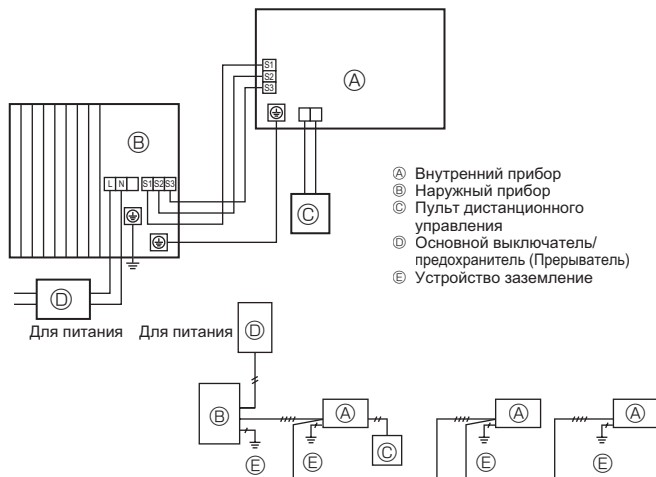 S1
S2
S3
Ⓐ
Ⓑ
L N S1 S2 S3
Ⓒ
Ⓐ Внутренний прибор
Ⓑ Наружный прибор
Ⓒ Пульт дистанционного
управления
Ⓓ Основной выключатель/
предохранитель (Прерыватель)
Ⓔ Устройство заземление
Ⓓ
Для питания
Для питания Ⓓ
Ⓑ Ⓐ Ⓐ Ⓐ
Ⓔ Ⓔ Ⓒ Ⓔ Ⓔ